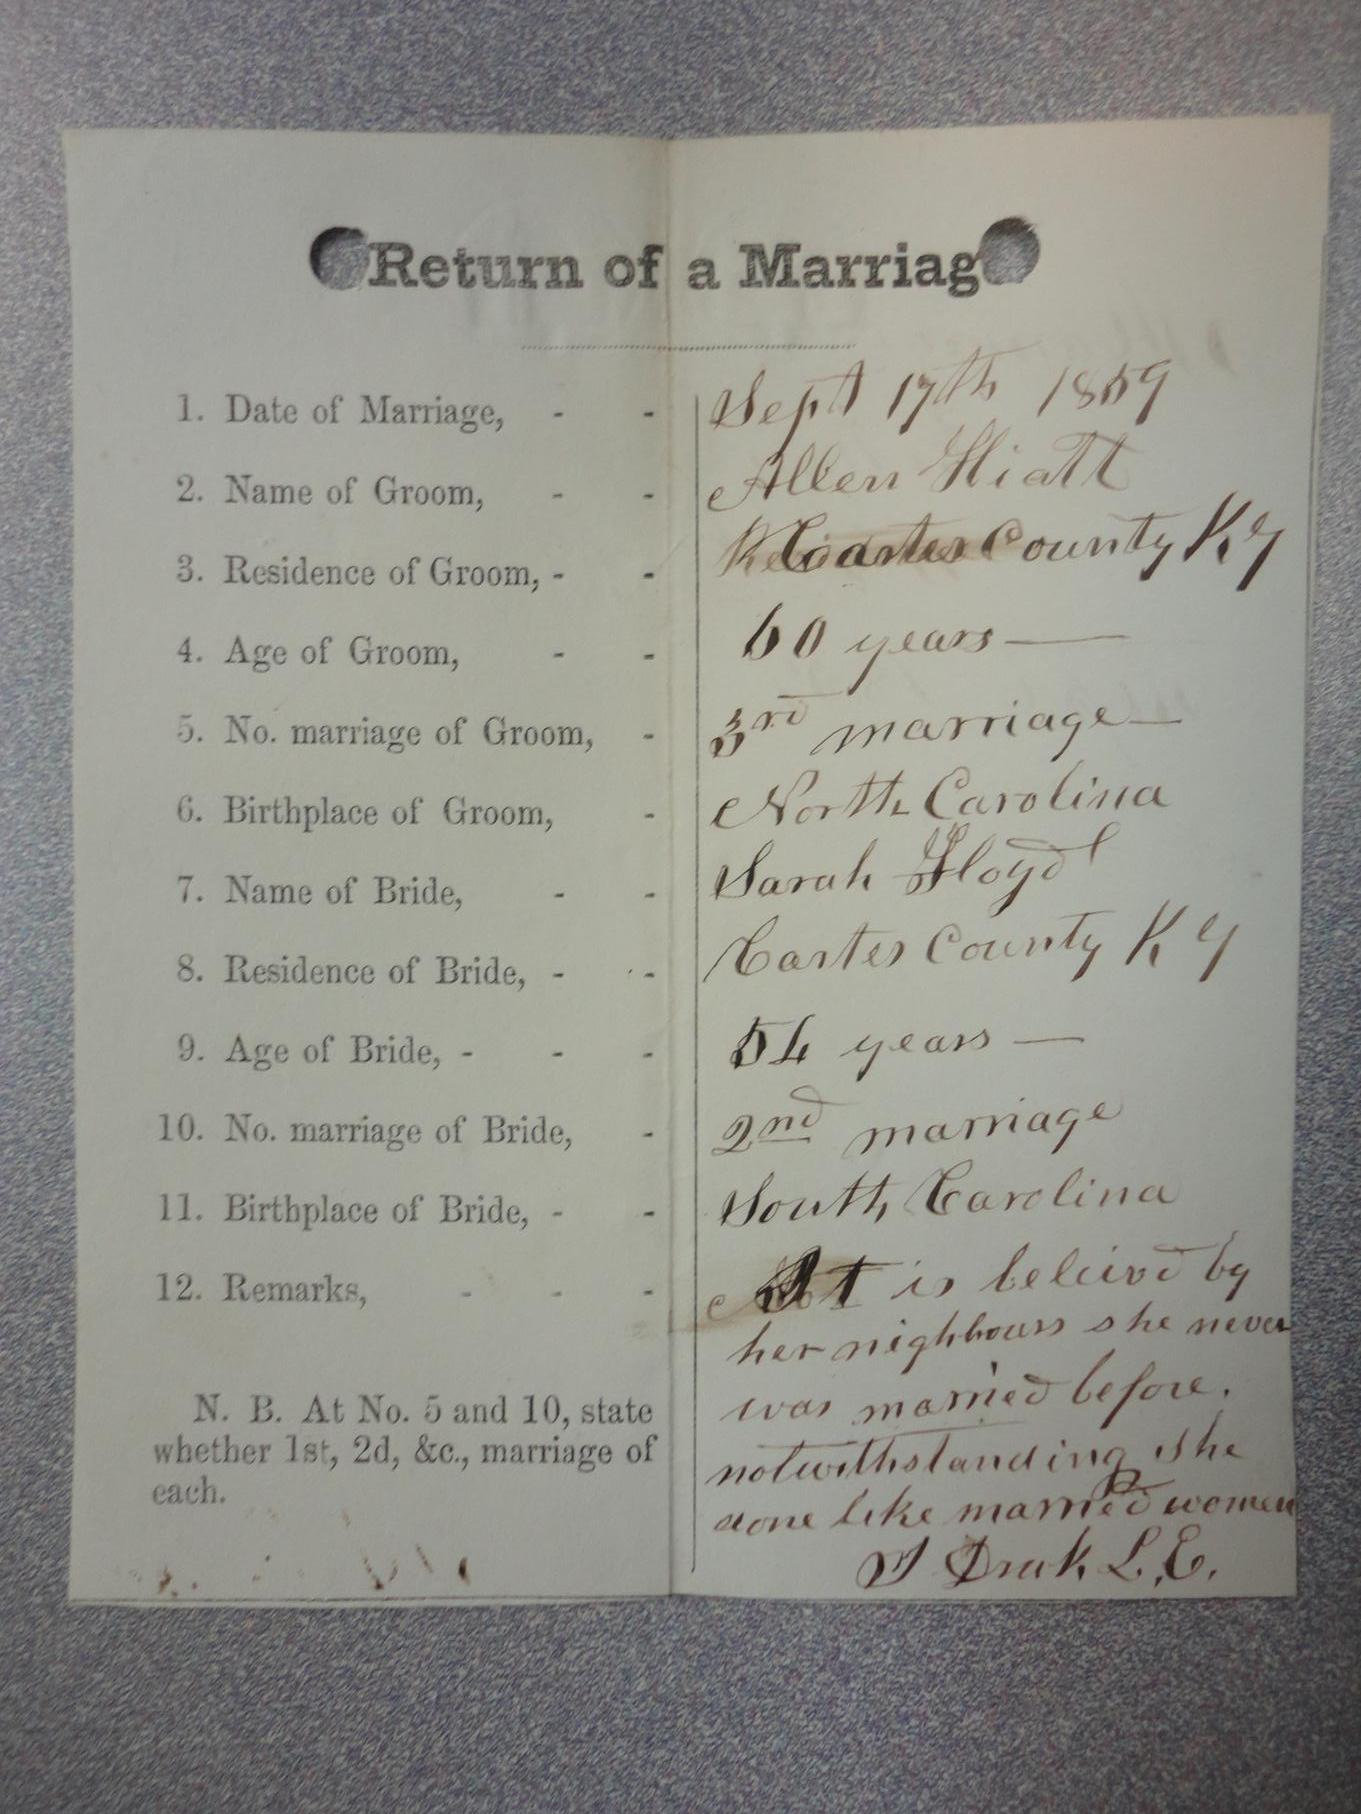 Return of a Marriag
1. Date of Marriage, - - Sept 17th 1859
2. Name of Groom, - - Allen Hiatt
3. Residence of Groom, - - Carter County Ky
4. Age of Groom, - - 60 years —
5. No. marriage of Groom, - 3rd marriage —
6. Birthplace of Groom, - North Carolina
7. Name of Bride, - - Sarah Floyd
8. Residence of Bride, - - Carter County Ky
9. Age of Bride, - - - 54 years —
10. No. marriage of Bride, - 2nd marriage
11. Birthplace of Bride, - - South Carolina
12. Remarks, - - - It is beleivd by
her nighbours she never
was married before.
notwithstanding she
done like married women
Drak L.E.
N. B. At No. 5 and 10, state
whether 1st, 2d, &c., marriage of
each.